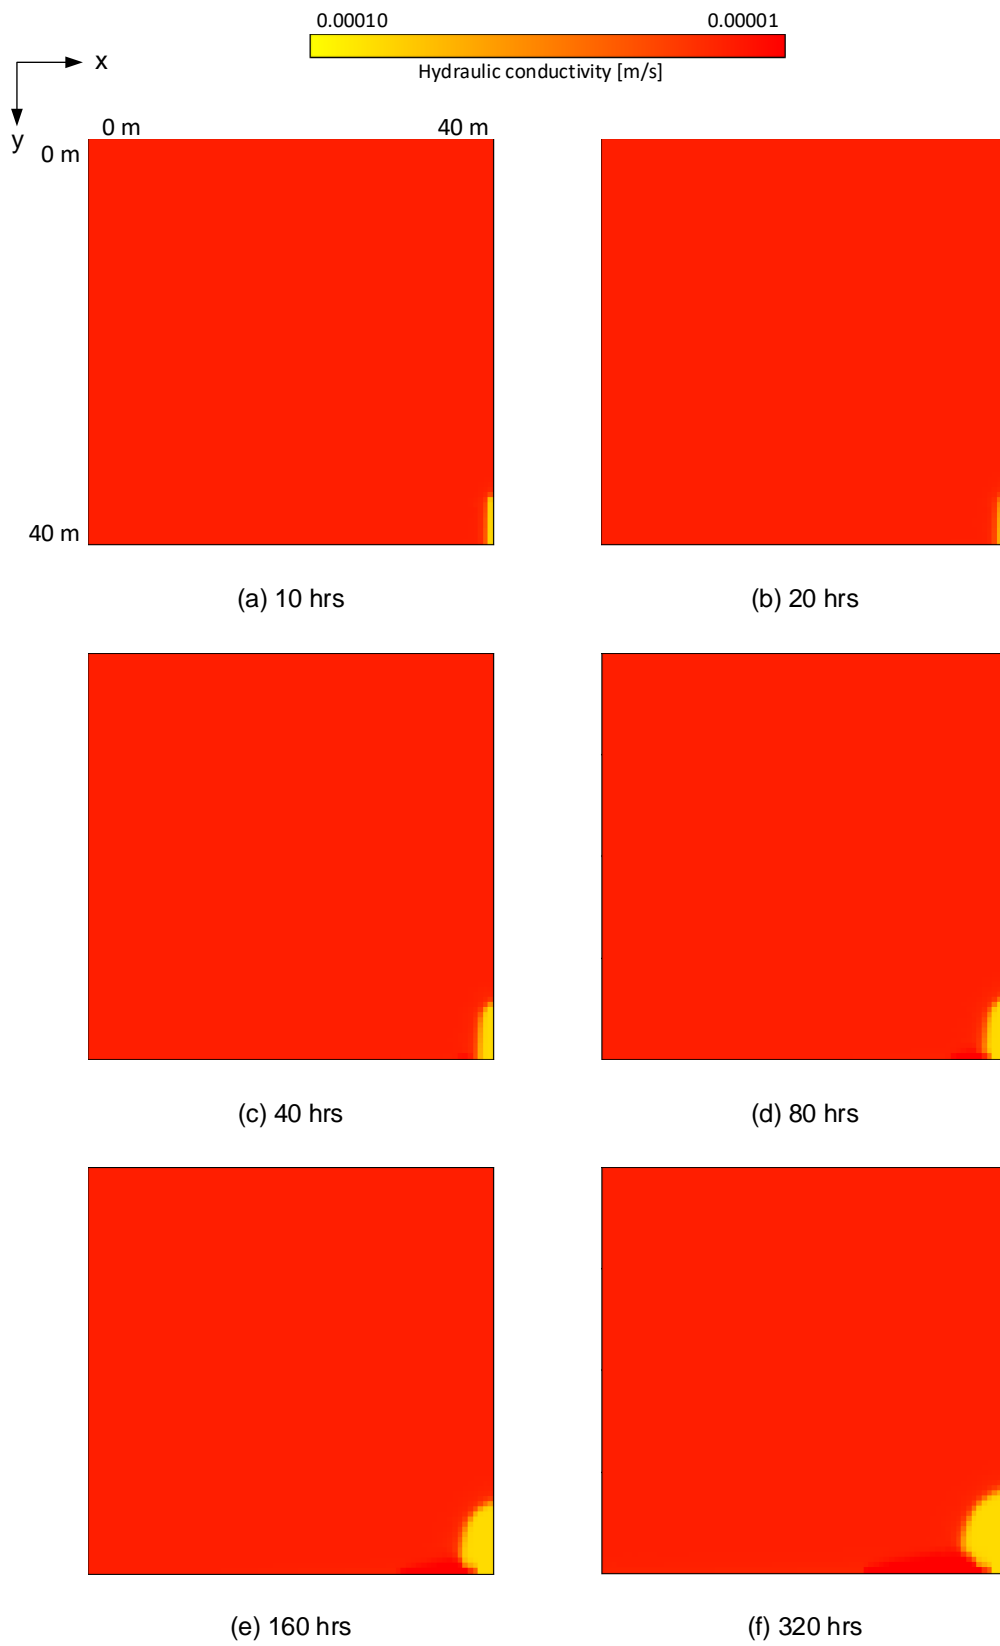 0.00010 0.00001
Hydraulic conductivity [m/s]
x
y
0 m 40 m
0 m
40 m
(a) 10 hrs (b) 20 hrs
(c) 40 hrs (d) 80 hrs
(e) 160 hrs (f) 320 hrs